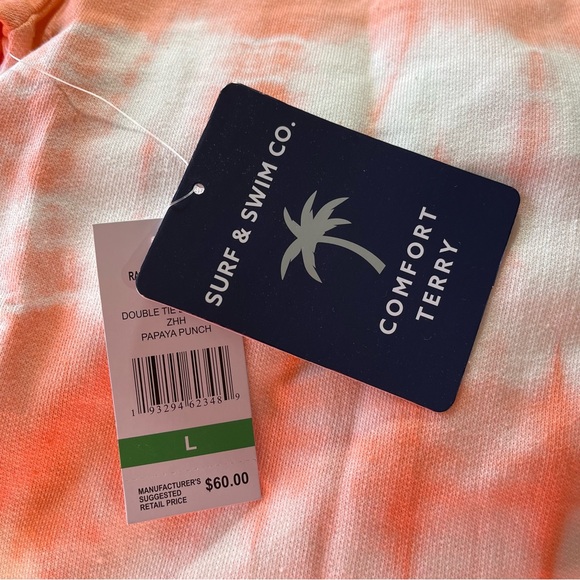 SURF & SWIM CO.
COMFORT
TERRY
DOUBLE TIE
ZHH
PAPAYA PUNCH
1 93294 62348 9
L
MANUFACTURER'S
SUGGESTED
RETAIL PRICE
$60.00